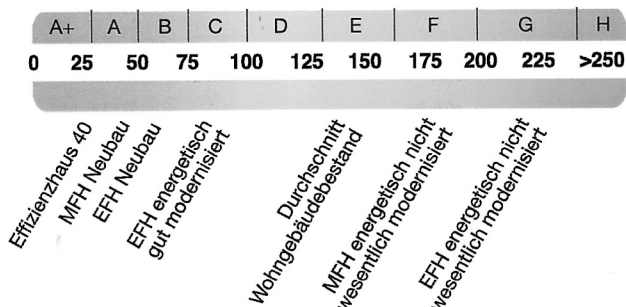 A+ A B C D E F G H
0 25 50 75 100 125 150 175 200 225 >250
Effizienzhaus 40
MFH Neubau
EFH Neubau
EFH energetisch
gut modernisiert
Durchschnitt
Wohngebäudebestand
MFH energetisch nicht
wesentlich modernisiert
EFH energetisch nicht
wesentlich modernisiert